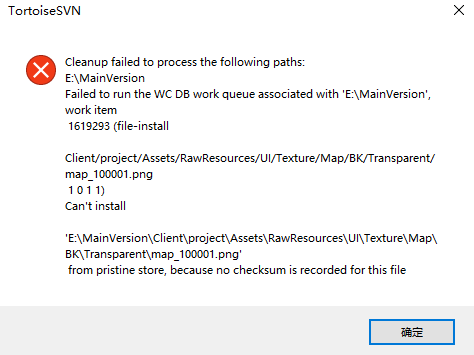 TortoiseSVN
Cleanup failed to process the following paths:
E:\MainVersion
Failed to run the WC DB work queue associated with 'E:\MainVersion',
work item
1619293 (file-install
Client/project/Assets/RawResources/UI/Texture/Map/BK/Transparent/
map_100001.png
1 0 1 1)
Can't install
'E:\MainVersion\Client\project\Assets\RawResources\UI\Texture\Map\
BK\Transparent\map_100001.png'
from pristine store, because no checksum is recorded for this file
确定